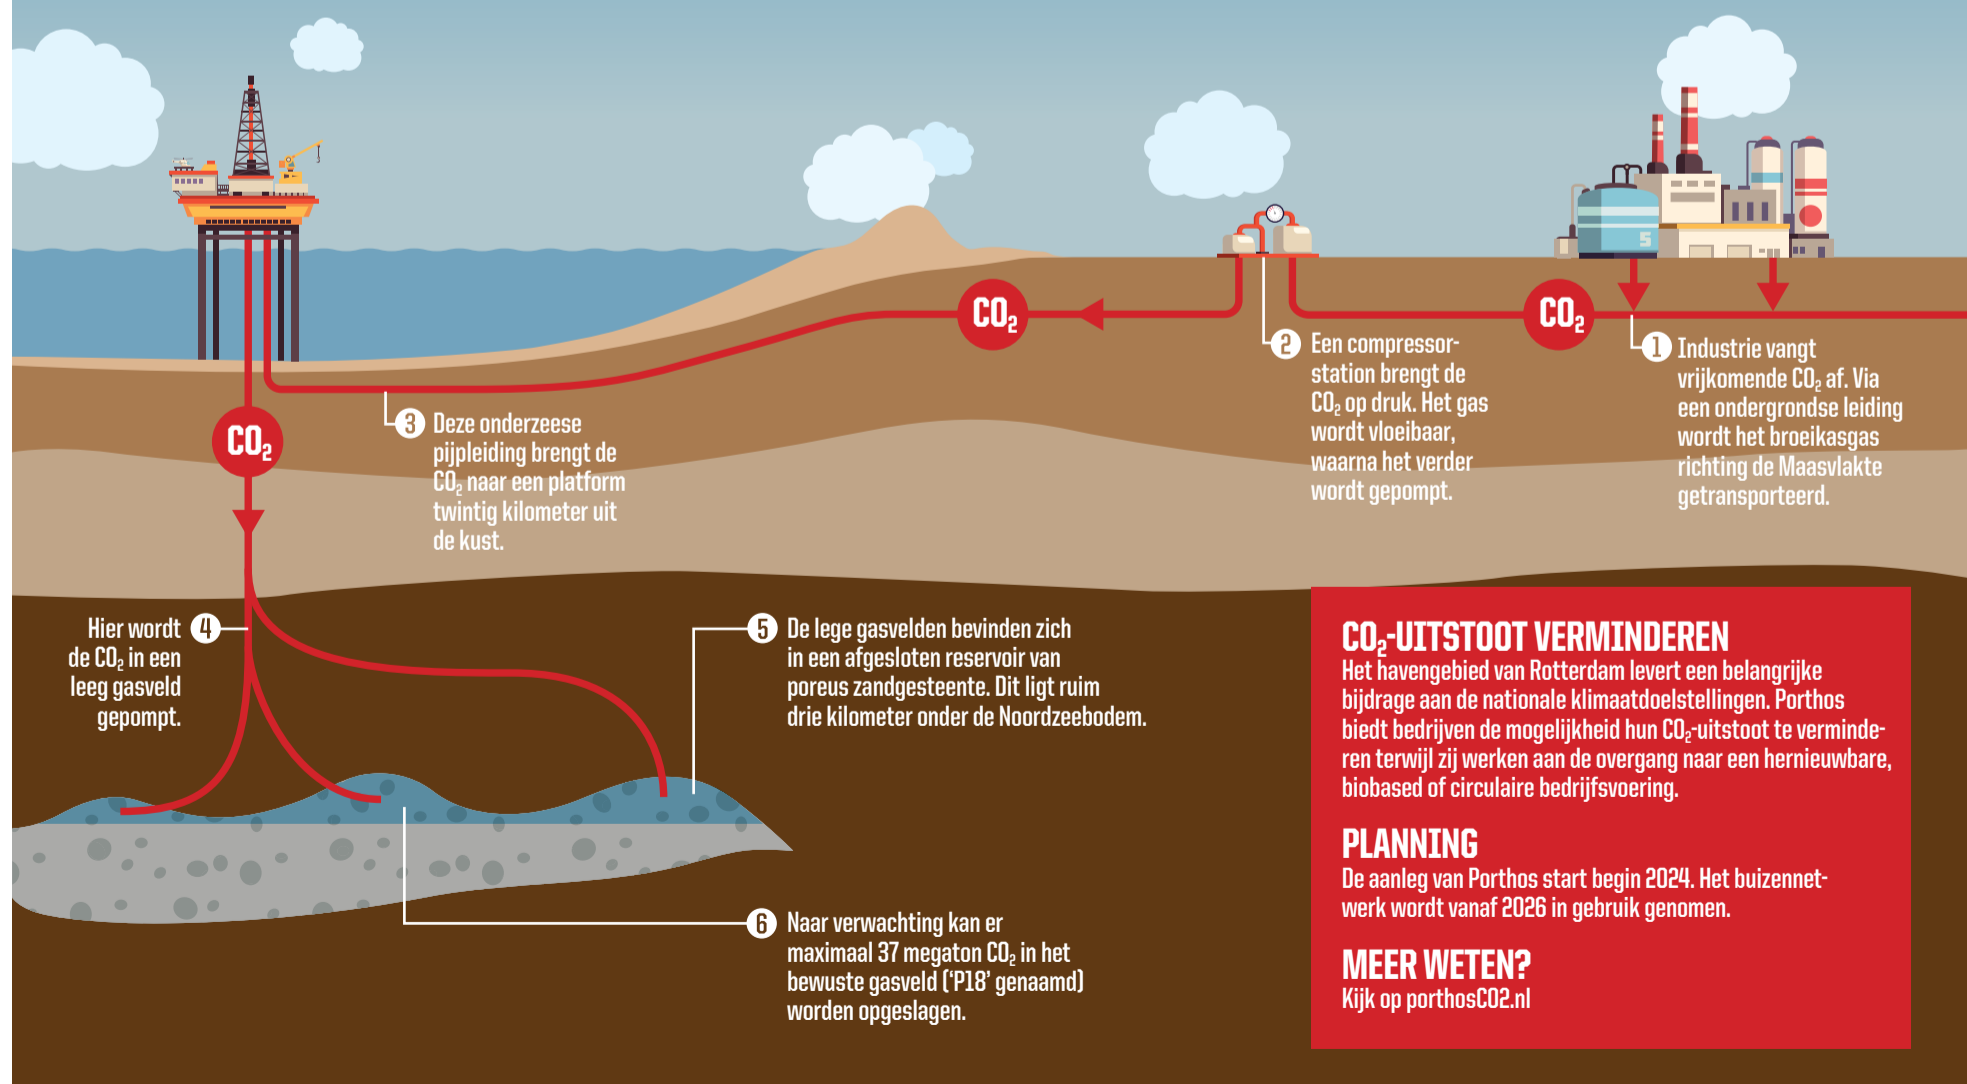 CO₂
CO₂
1 Industrie vangt
vrijkomende CO₂ af. Via
een ondergrondse leiding
wordt het broeikasgas
richting de Maasvlakte
getransporteerd.
2 Een compressor-
station brengt de
CO₂ op druk. Het gas
wordt vloeibaar,
waarna het verder
wordt gepompt.
3 Deze onderzeese
pijpleiding brengt de
CO₂ naar een platform
twintig kilometer uit
de kust.
CO₂
4 Hier wordt
de CO₂ in een
leeg gasveld
gepompt.
5 De lege gasvelden bevinden zich
in een afgesloten reservoir van
poreus zandgesteente. Dit ligt ruim
drie kilometer onder de Noordzeebodem.
6 Naar verwachting kan er
maximaal 37 megaton CO₂ in het
bewuste gasveld (‘P18’ genaamd)
worden opgeslagen.
CO₂-UITSTOOT VERMINDEREN
Het havengebied van Rotterdam levert een belangrijke
bijdrage aan de nationale klimaatdoelstellingen. Porthos
biedt bedrijven de mogelijkheid hun CO₂-uitstoot te verminde-
ren terwijl zij werken aan de overgang naar een hernieuwbare,
biobased of circulaire bedrijfsvoering.
PLANNING
De aanleg van Porthos start begin 2024. Het buizennet-
werk wordt vanaf 2026 in gebruik genomen.
MEER WETEN?
Kijk op porthosCO2.nl
5